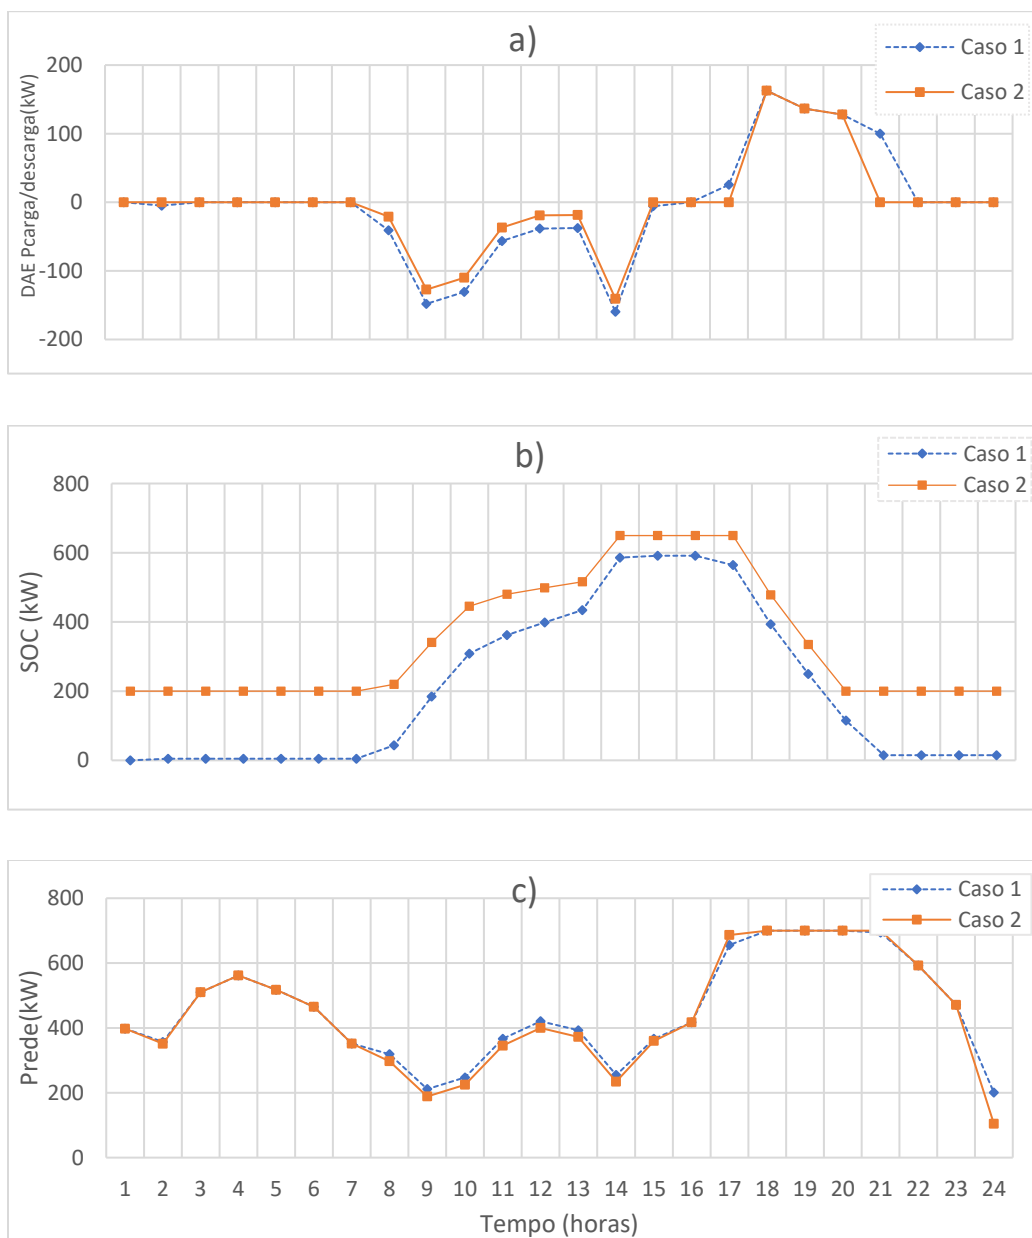 a)
Caso 1
Caso 2
DAE Pcarga/descarga(kW)
200
100
0
-100
-200
b)
Caso 1
Caso 2
SOC (kW)
800
600
400
200
0
c)
Caso 1
Caso 2
Prede(kW)
800
600
400
200
0
1 2 3 4 5 6 7 8 9 10 11 12 13 14 15 16 17 18 19 20 21 22 23 24
Tempo (horas)